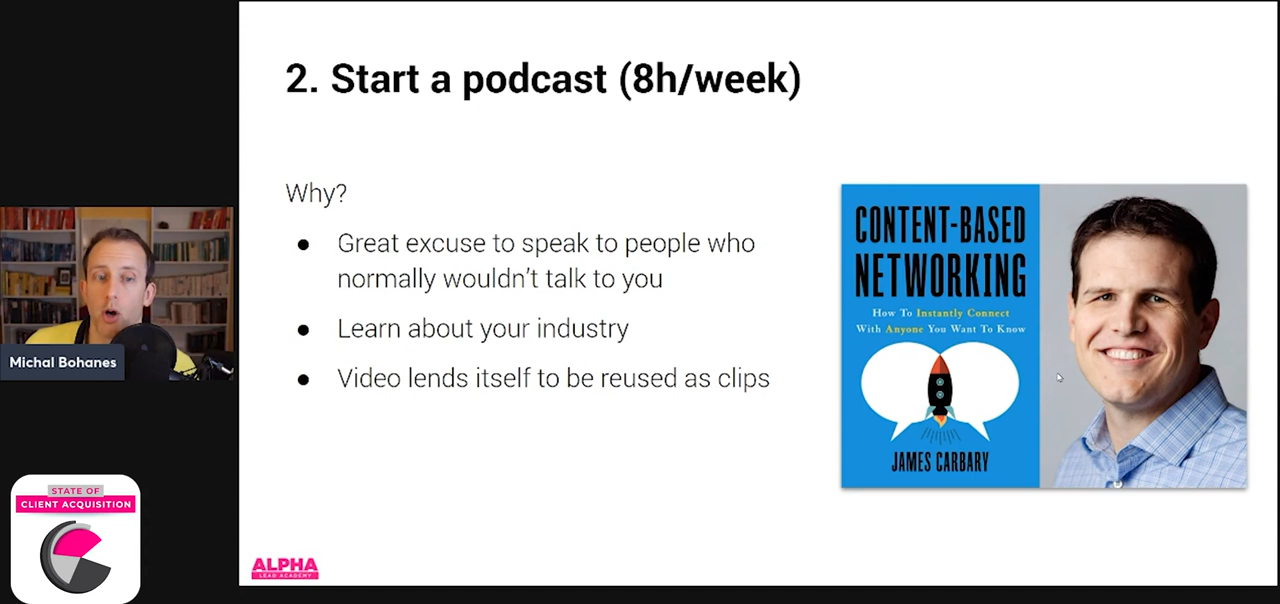 2. Start a podcast (8h/week)
Why?
● Great excuse to speak to people who
normally wouldn't talk to you
● Learn about your industry
● Video lends itself to be reused as clips
CONTENT-BASED
NETWORKING
How To Instantly Connect
With Anyone You Want To Know
JAMES CARBARY
Michal Bohanes
STATE OF
CLIENT ACQUISITION
ALPHA
LEAD ACADEMY